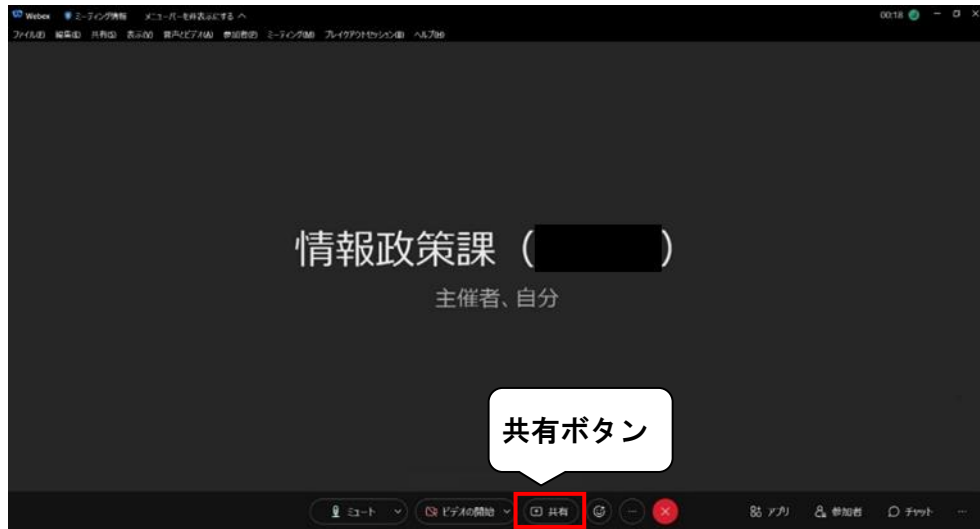 Webex ミーティング情報 メニューバーを非表示にする 00:18
ファイル(F) 編集(E) 共有(S) 表示(V) 音声とビデオ(A) 参加者(P) ミーティング(M) ブレイクアウトセッション(B) ヘルプ(H)
情報政策課（
）
主催者、自分
共有ボタン
ミュート ビデオの開始 共有 アプリ 参加者 チャット